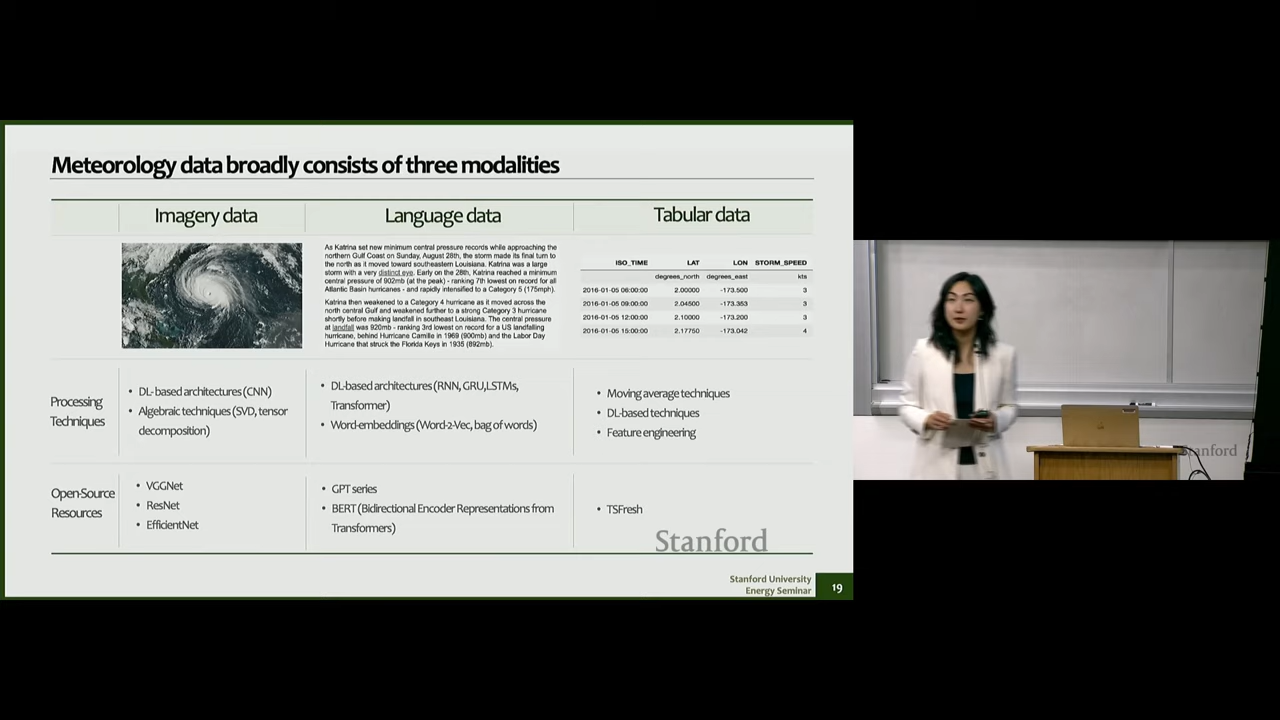 Meteorology data broadly consists of three modalities
Imagery data
Language data
Tabular data
As Katrina set new minimum central pressure records while approaching the
northern Gulf Coast on Sunday, August 28th, the storm made its final turn to
the north as it moved toward southeastern Louisiana. Katrina was a large
storm with a very distinct eye. Early on the 28th, Katrina reached a minimum
central pressure of 902mb (at the peak) - ranking 7th lowest on record for all
Atlantic Basin hurricanes - and rapidly intensified to a Category 5 (175mph).
Katrina then weakened to a Category 4 hurricane as it moved across the
north central Gulf and weakened further to a strong Category 3 hurricane
shortly before making landfall in southeast Louisiana. The central pressure
at landfall was 920mb - ranking 3rd lowest on record for a US landfalling
hurricane, behind Hurricane Camille in 1969 (900mb) and the Labor Day
Hurricane that struck the Florida Keys in 1935 (892mb).
ISO_TIME LAT LON STORM_SPEED
degrees_north degrees_east kts
2016-01-05 06:00:00 2.00000 -173.500 3
2016-01-05 09:00:00 2.04500 -173.353 3
2016-01-05 12:00:00 2.10000 -173.200 3
2016-01-05 15:00:00 2.17750 -173.042 4
Processing
Techniques
• DL-based architectures (CNN)
• Algebraic techniques (SVD, tensor
decomposition)
• DL-based architectures (RNN, GRU,LSTMs,
Transformer)
• Word-embeddings (Word-2-Vec, bag of words)
• Moving average techniques
• DL-based techniques
• Feature engineering
Open-Source
Resources
• VGGNet
• ResNet
• EfficientNet
• GPT series
• BERT (Bidirectional Encoder Representations from
Transformers)
• TSFresh
Stanford
Stanford University
Energy Seminar
19
Stanford